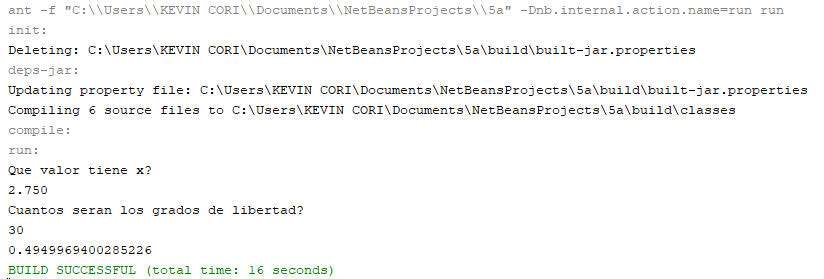 ant -f "C:\\Users\\KEVIN CORI\\Documents\\NetBeansProjects\\5a" -Dnb.internal.action.name=run run
init:
Deleting: C:\Users\KEVIN CORI\Documents\NetBeansProjects\5a\build\built-jar.properties
deps-jar:
Updating property file: C:\Users\KEVIN CORI\Documents\NetBeansProjects\5a\build\built-jar.properties
Compiling 6 source files to C:\Users\KEVIN CORI\Documents\NetBeansProjects\5a\build\classes
compile:
run:
Que valor tiene x?
2.750
Cuantos seran los grados de libertad?
30
0.4949969400285226
BUILD SUCCESSFUL (total time: 16 seconds)